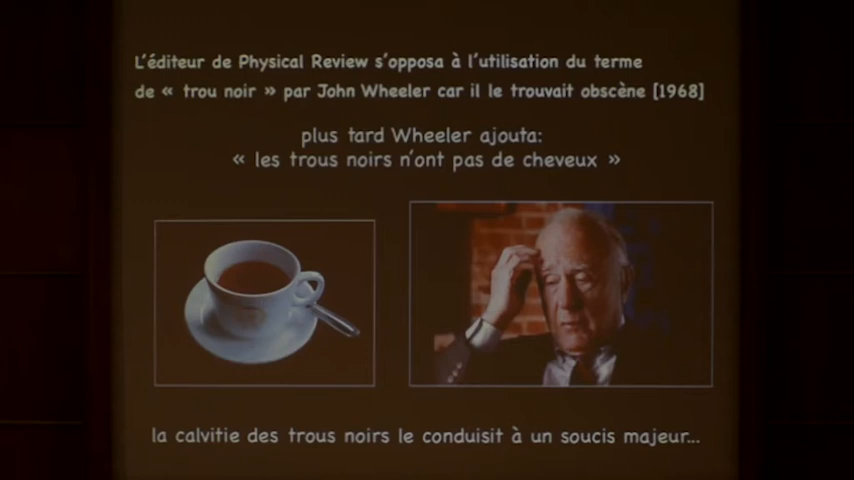 L'éditeur de Physical Review s'opposa à l'utilisation du terme
de « trou noir » par John Wheeler car il le trouvait obscène [1968]
plus tard Wheeler ajouta:
« les trous noirs n'ont pas de cheveux »
la calvitie des trous noirs le conduisit à un soucis majeur...